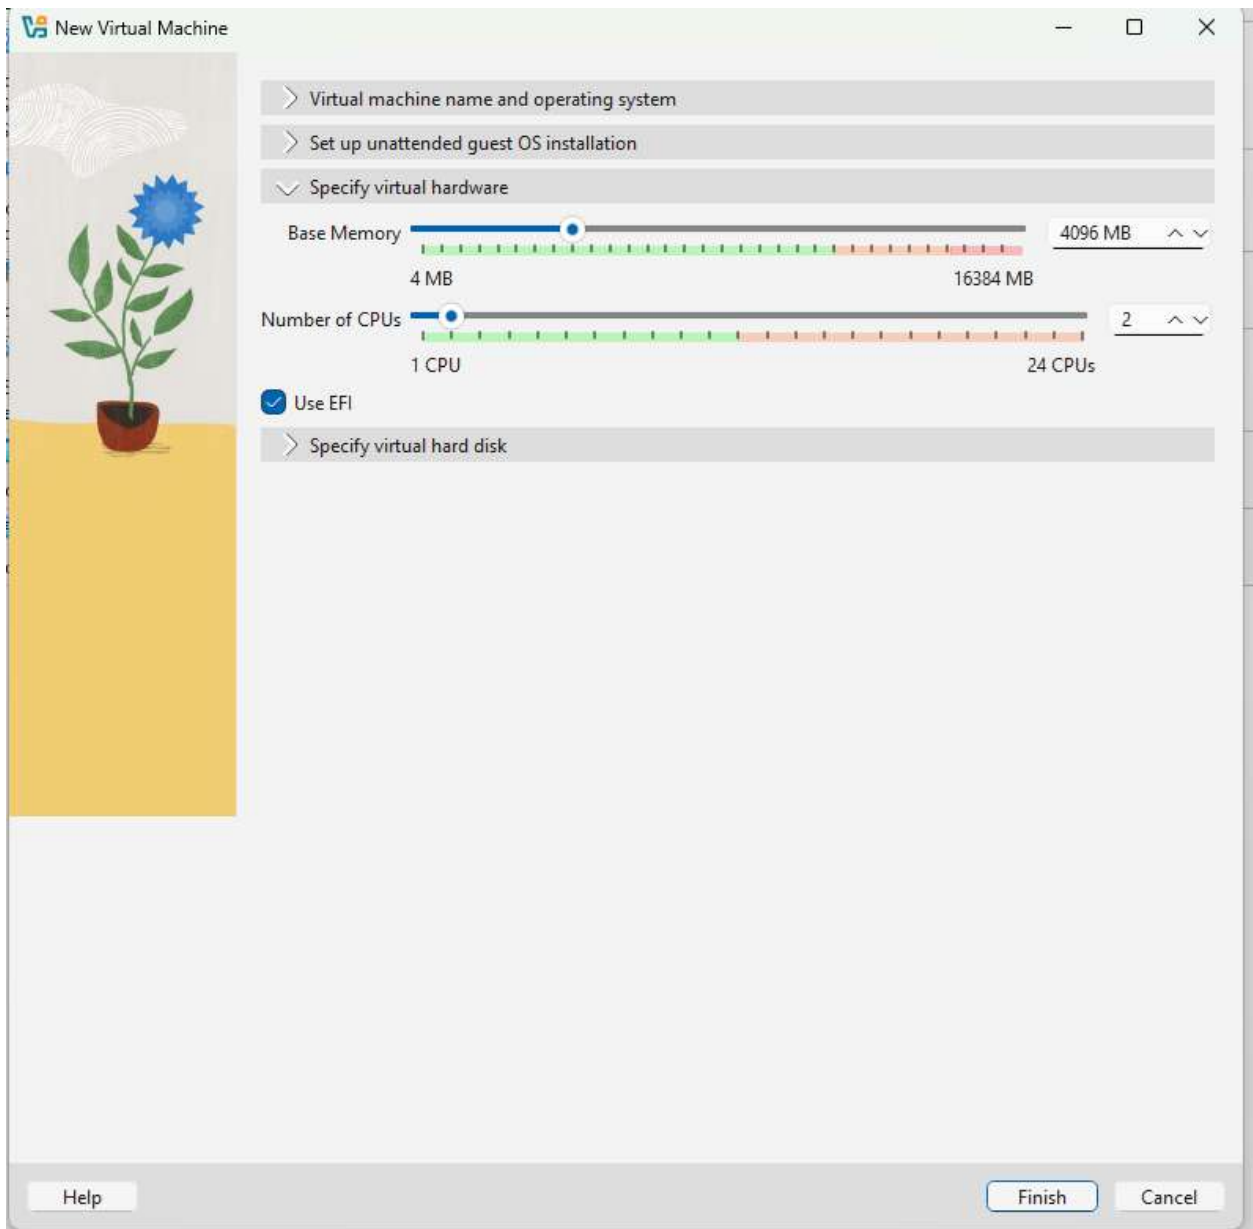 New Virtual Machine
Virtual machine name and operating system
Set up unattended guest OS installation
Specify virtual hardware
Base Memory 4096 MB
4 MB 16384 MB
Number of CPUs 2
1 CPU 24 CPUs
Use EFI
Specify virtual hard disk
Help Finish Cancel